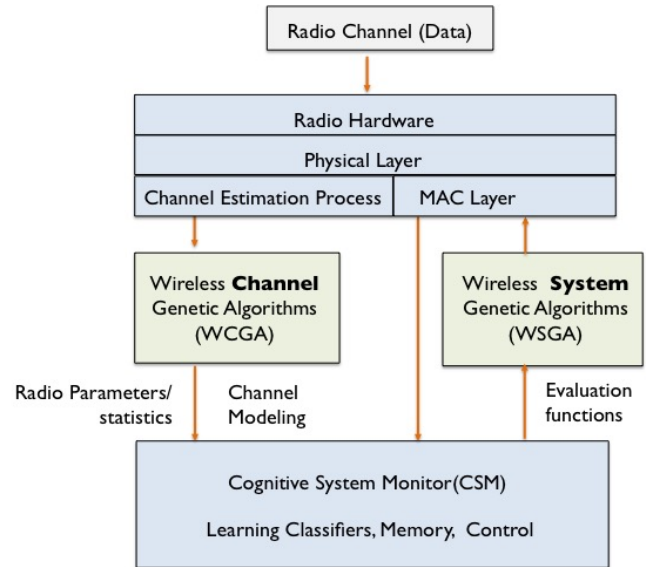 Radio Channel (Data)
Radio Hardware
Physical Layer
Channel Estimation Process
MAC Layer
Wireless Channel
Genetic Algorithms
(WCGA)
Wireless System
Genetic Algorithms
(WSGA)
Radio Parameters/
statistics
Channel
Modeling
Evaluation
functions
Cognitive System Monitor(CSM)
Learning Classifiers, Memory, Control